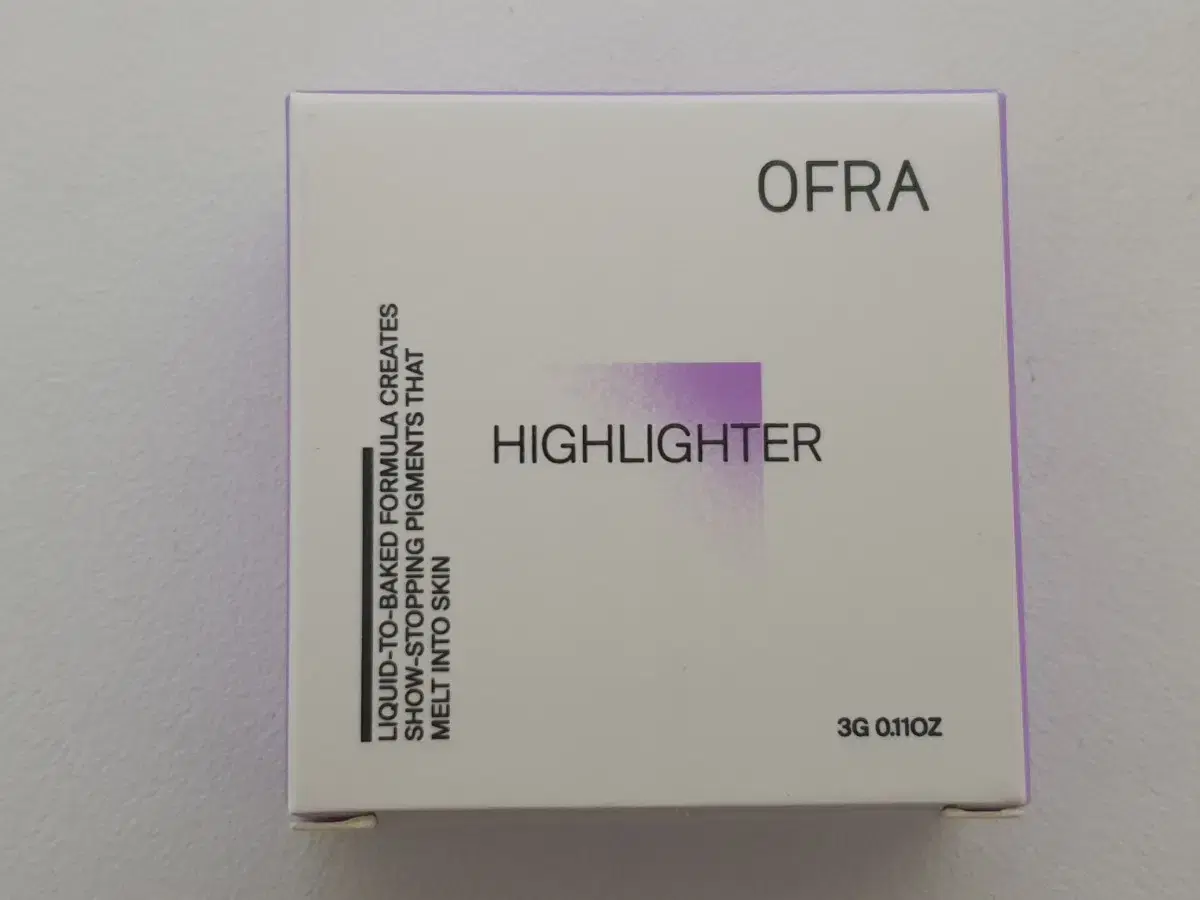 OFRA
HIGHLIGHTER
LIQUID-TO-BAKED FORMULA CREATES
SHOW-STOPPING PIGMENTS THAT
MELT INTO SKIN
3G 0.11OZ